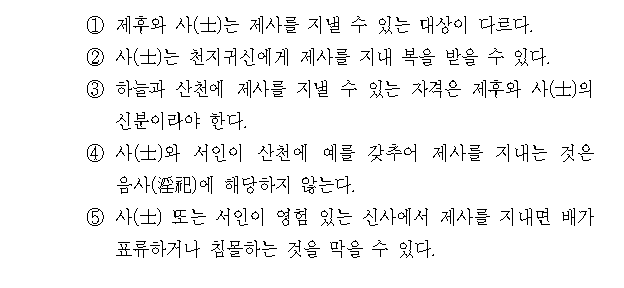 ① 제후와 사(士)는 제사를 지낼 수 있는 대상이 다르다.
② 사(士)는 천지귀신에게 제사를 지내 복을 받을 수 있다.
③ 하늘과 산천에 제사를 지낼 수 있는 자격은 제후와 사(士)의
신분이라야 한다.
④ 사(士)와 서인이 산천에 예를 갖추어 제사를 지내는 것은
음사(淫祀)에 해당하지 않는다.
⑤ 사(士) 또는 서인이 영험 있는 신사에서 제사를 지내면 배가
표류하거나 침몰하는 것을 막을 수 있다.